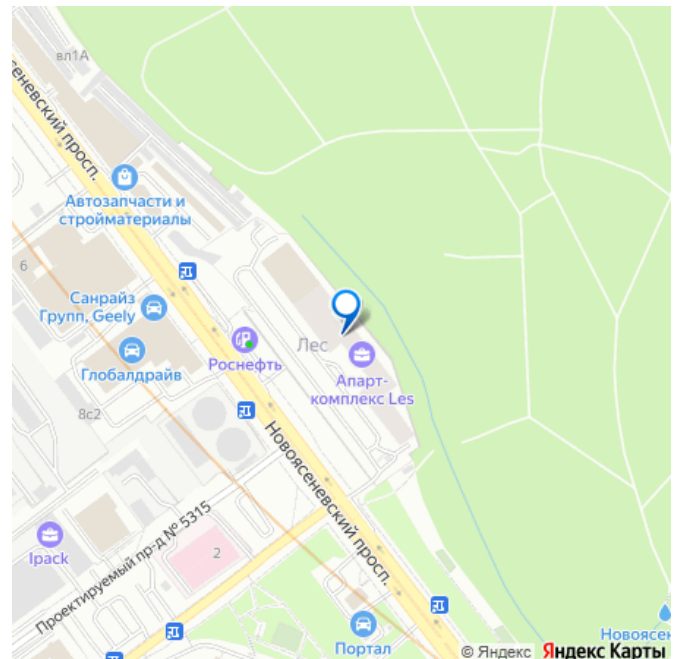 вл1А
сеневский просп.
Автозапчасти и
стройматериалы
6
Санрайз
Групп, Geely
Глобалдрайв
Роснефть
Лес
Апарт-
комплекс Les
8с2
Новоясеневский просп.
Ipack
Проектируемый пр-д № 5315
2
Портал
Новоясен
© Яндекс Яндекс Карты